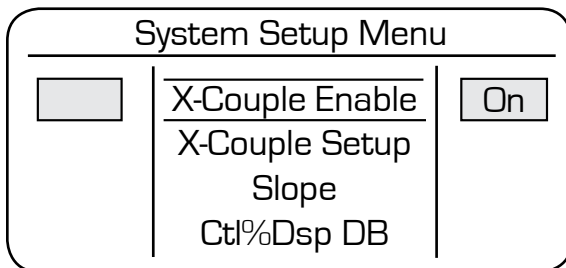 System Setup Menu
X-Couple Enable On
X-Couple Setup
Slope
Ctl%Dsp DB